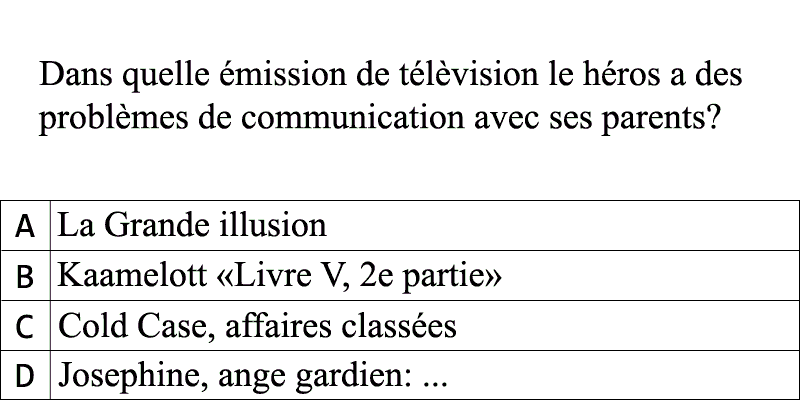 Dans quelle émission de télèvision le héros a des
problèmes de communication avec ses parents?
A La Grande illusion
B Kaamelott «Livre V, 2e partie»
C Cold Case, affaires classées
D Josephine, ange gardien: ...